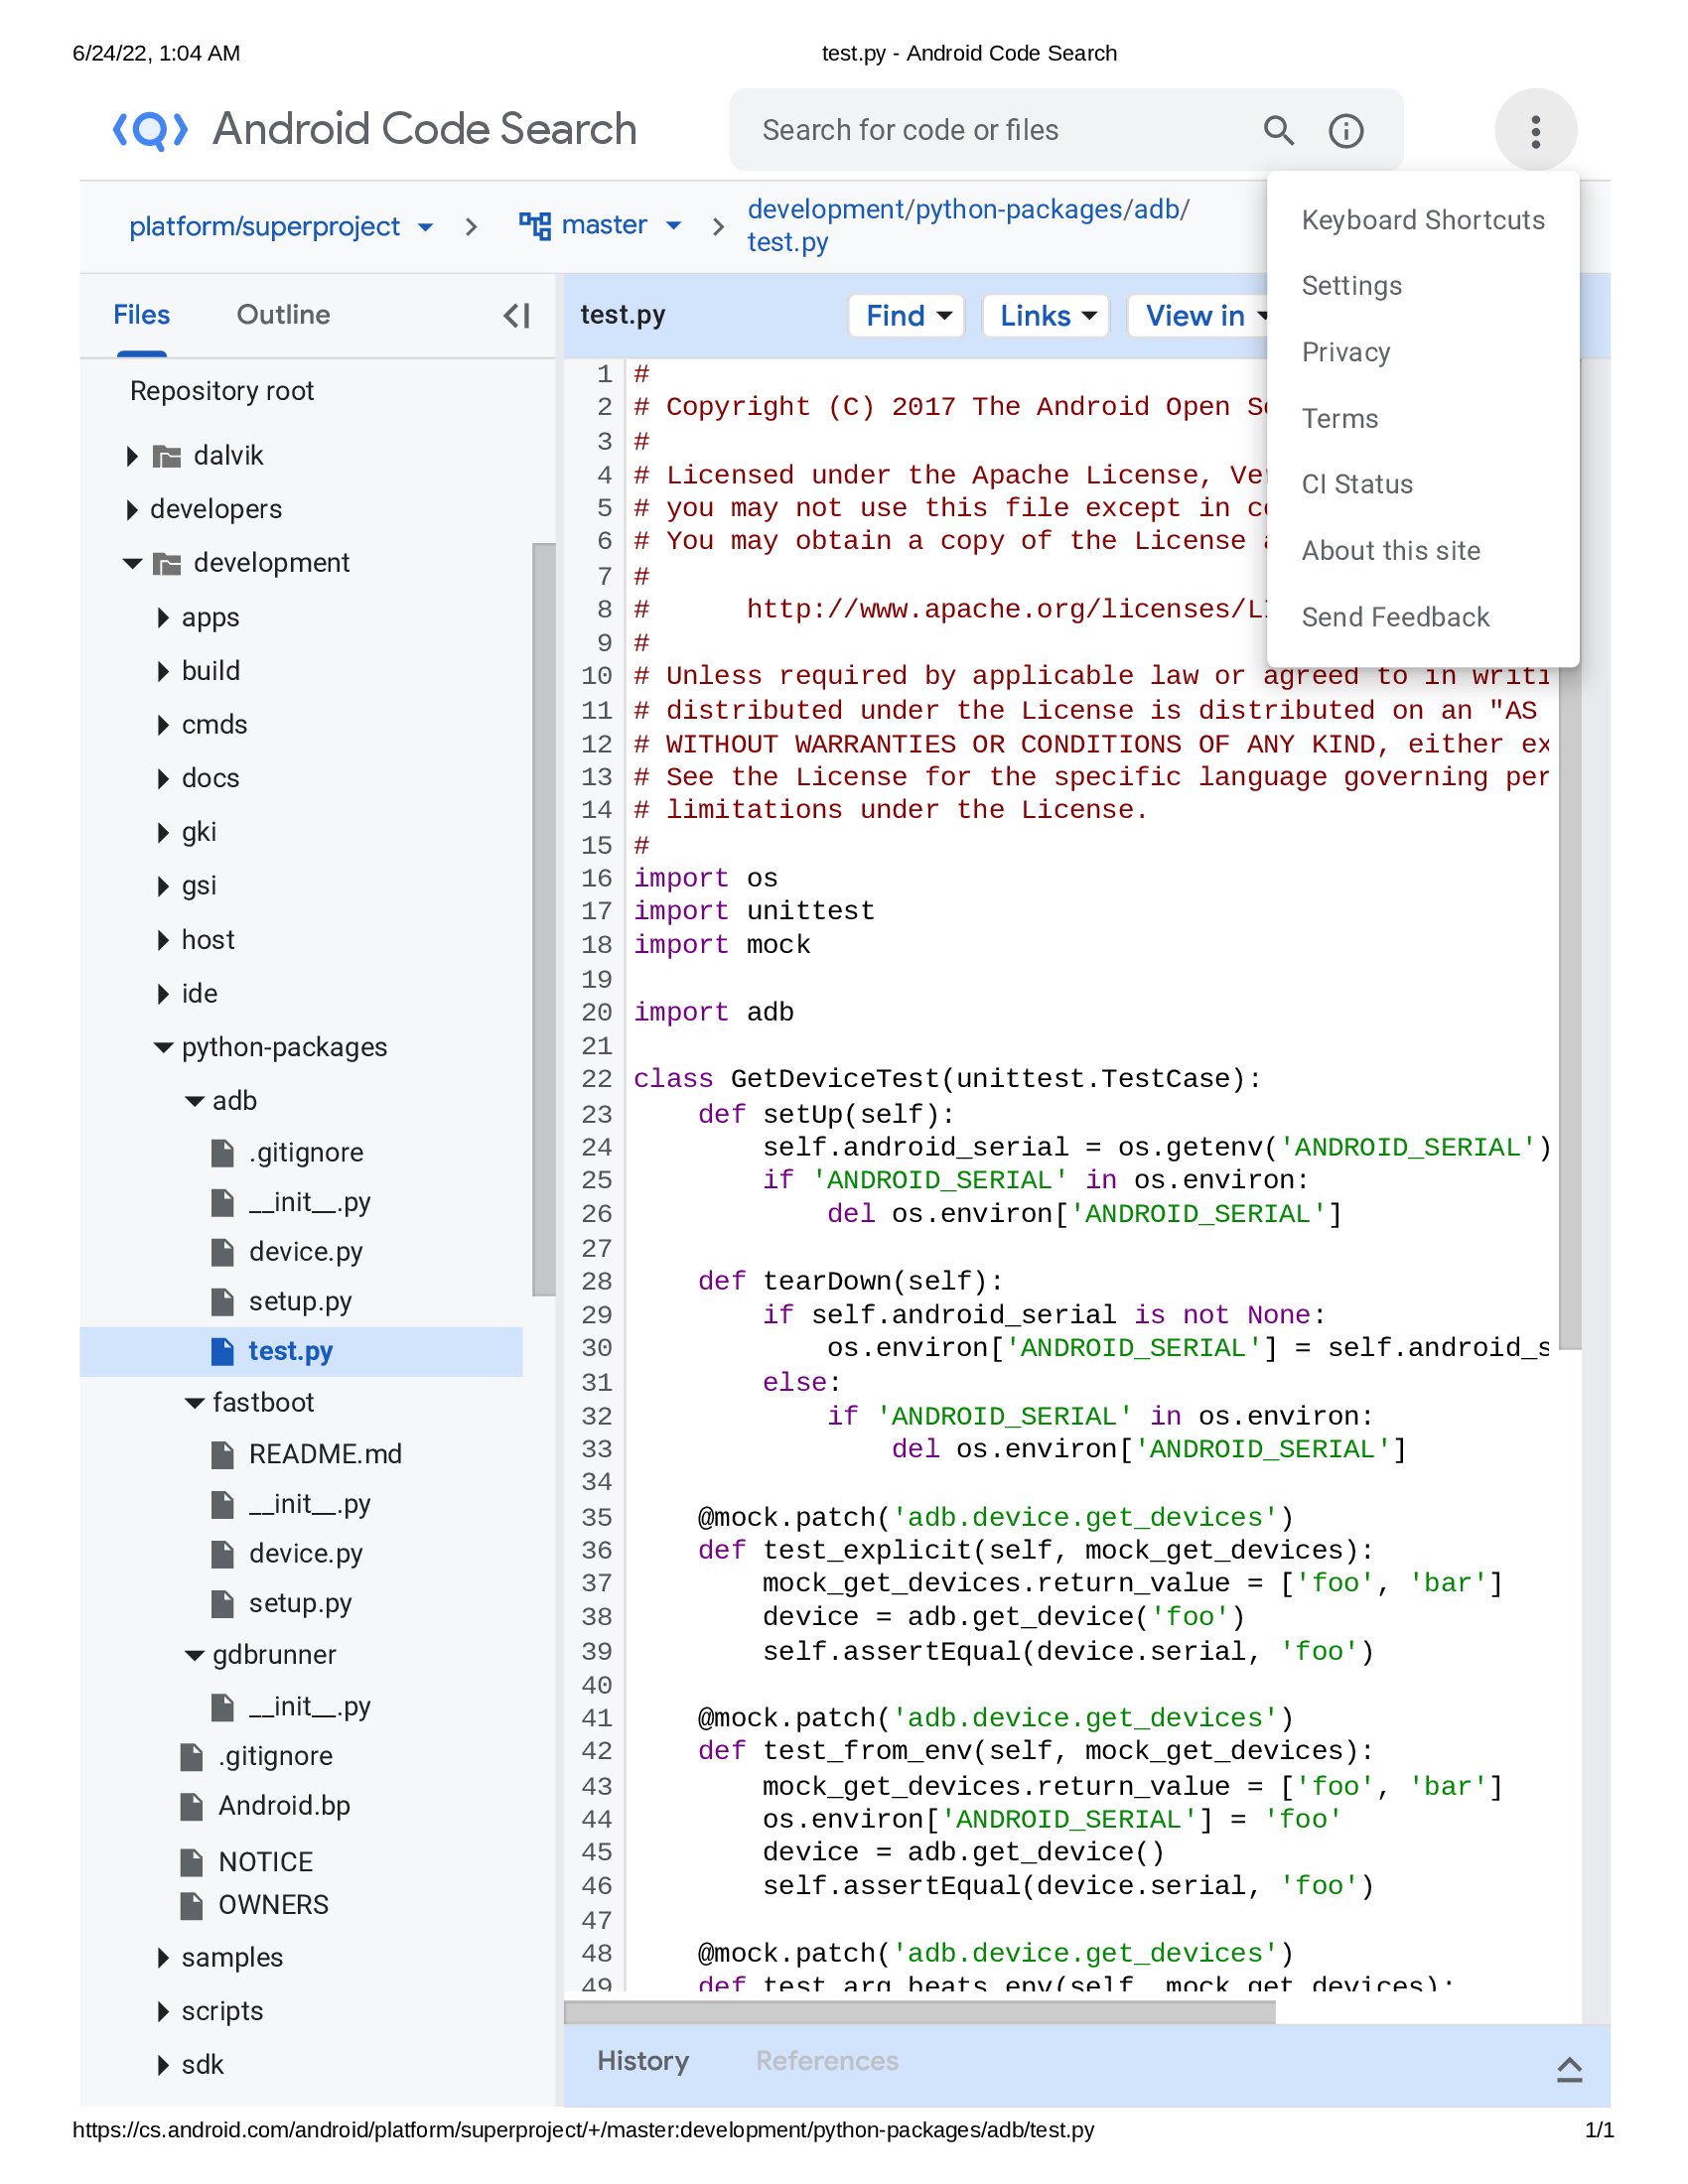 6/24/22, 1:04 AM
test.py - Android Code Search
Android Code Search
Search for code or files
platform/superproject
master
development/python-packages/adb/
test.py
Keyboard Shortcuts
Settings
Privacy
Terms
CI Status
About this site
Send Feedback
Files
Outline
Repository root
dalvik
developers
development
apps
build
cmds
docs
gki
gsi
host
ide
python-packages
adb
.gitignore
__init__.py
device.py
setup.py
test.py
fastboot
README.md
__init__.py
device.py
setup.py
gdbrunner
__init__.py
.gitignore
Android.bp
NOTICE
OWNERS
samples
scripts
sdk
test.py
Find
Links
View in
1 #
2 # Copyright (C) 2017 The Android Open
3 #
4 # Licensed under the Apache License,
5 # you may not use this file except in
6 # You may obtain a copy of the License
7 #
8 #      http://www.apache.org/licenses/
9 #
10 # Unless required by applicable law or agreed to in
11 # distributed under the License is distributed on an "AS
12 # WITHOUT WARRANTIES OR CONDITIONS OF ANY KIND, either
13 # See the License for the specific language governing
14 # limitations under the License.
15 #
16 import os
17 import unittest
18 import mock
19
20 import adb
21
22 class GetDeviceTest(unittest.TestCase):
23     def setUp(self):
24         self.android_serial = os.getenv('ANDROID_SERIAL')
25         if 'ANDROID_SERIAL' in os.environ:
26             del os.environ['ANDROID_SERIAL']
27
28     def tearDown(self):
29         if self.android_serial is not None:
30             os.environ['ANDROID_SERIAL'] = self.android_s
31         else:
32             if 'ANDROID_SERIAL' in os.environ:
33                 del os.environ['ANDROID_SERIAL']
34
35     @mock.patch('adb.device.get_devices')
36     def test_explicit(self, mock_get_devices):
37         mock_get_devices.return_value = ['foo', 'bar']
38         device = adb.get_device('foo')
39         self.assertEqual(device.serial, 'foo')
40
41     @mock.patch('adb.device.get_devices')
42     def test_from_env(self, mock_get_devices):
43         mock_get_devices.return_value = ['foo', 'bar']
44         os.environ['ANDROID_SERIAL'] = 'foo'
45         device = adb.get_device()
46         self.assertEqual(device.serial, 'foo')
47
48     @mock.patch('adb.device.get_devices')
49     def test_arg_beats_env(self, mock_get_devices):
History
References
https://cs.android.com/android/platform/superproject/+/master:development/python-packages/adb/test.py
1/1